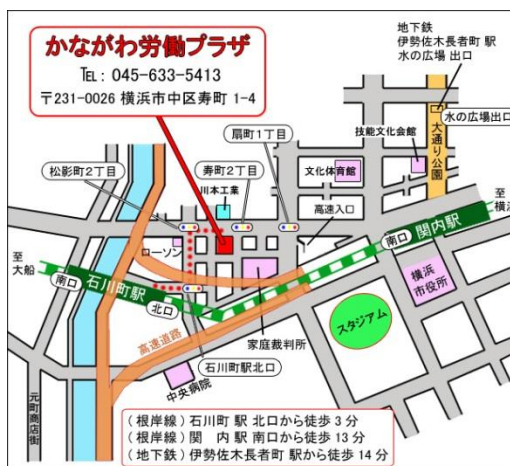 かながわ労働プラザ
TEL: 045-633-5413
〒231-0026 横浜市中区寿町 1-4
地下鉄
伊勢佐木長者町 駅
水の広場 出口
水の広場出口
大通り公園
技能文化会館
扇町1丁目
松影町2丁目
寿町2丁目
川本工業
文化体育館
高速入口
至
横浜
関内駅
南口
ローソン
至
大船
南口
石川町駅
北口
横浜
市役所
スタジアム
家庭裁判所
高速道路
石川町駅北口
中央病院
元町商店街
(根岸線) 石川町 駅 北口から徒歩 3 分
(根岸線) 関 内 駅 南口から徒歩 13 分
(地下鉄) 伊勢佐木長者町 駅から徒歩 14 分